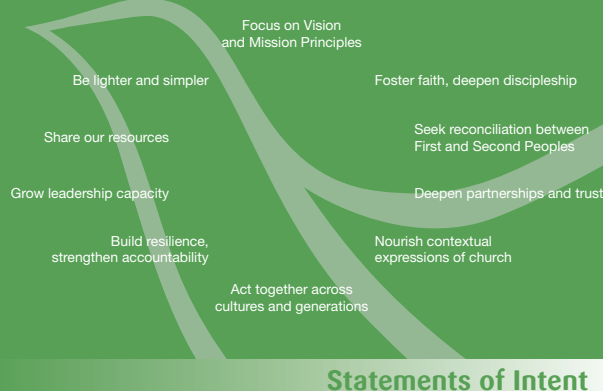 Focus on Vision
and Mission Principles
Be lighter and simpler
Foster faith, deepen discipleship
Share our resources
Seek reconciliation between
First and Second Peoples
Grow leadership capacity
Deepen partnerships and trust
Build resilience,
strengthen accountability
Nourish contextual
expressions of church
Act together across
cultures and generations
Statements of Intent